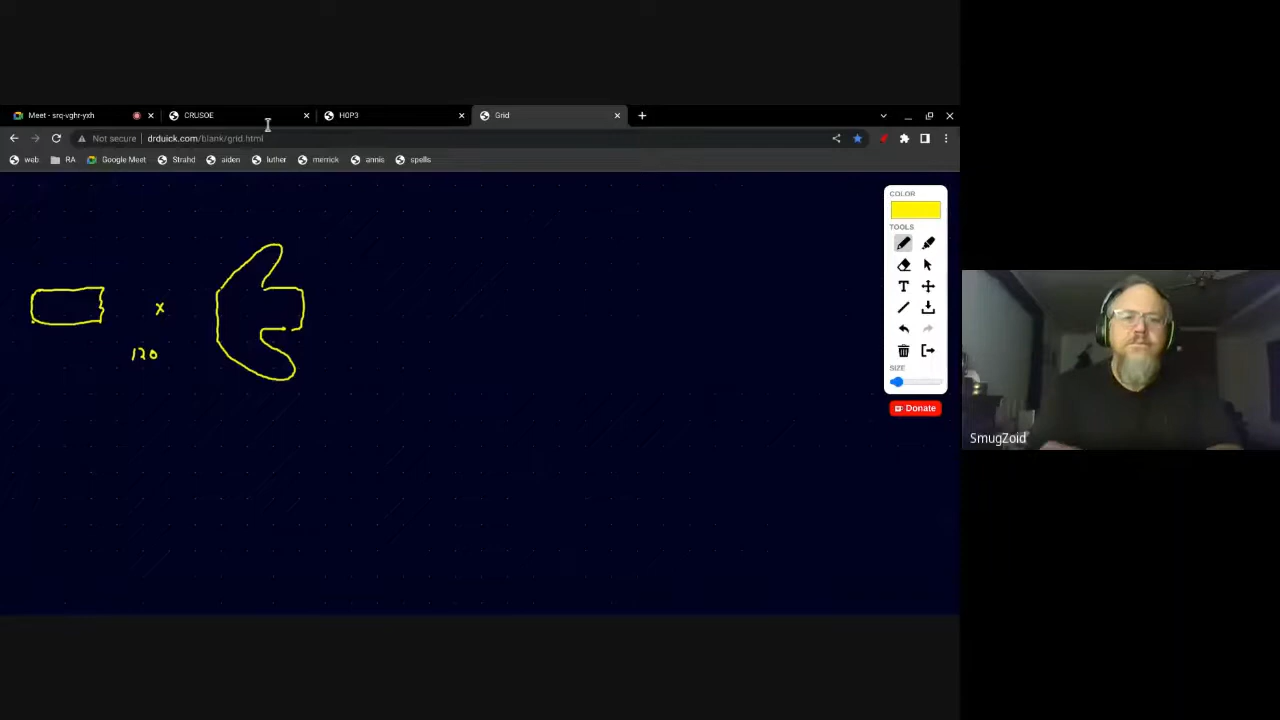 Meet - srq-vghr-yxh
CRUSOE
H0P3
Grid
Not secure
drduick.com/blank/grid.html
web
RA
Google Meet
Strahd
aiden
luther
merrick
annis
spells
COLOR
TOOLS
T
SIZE
Donate
x
120
SmugZoid